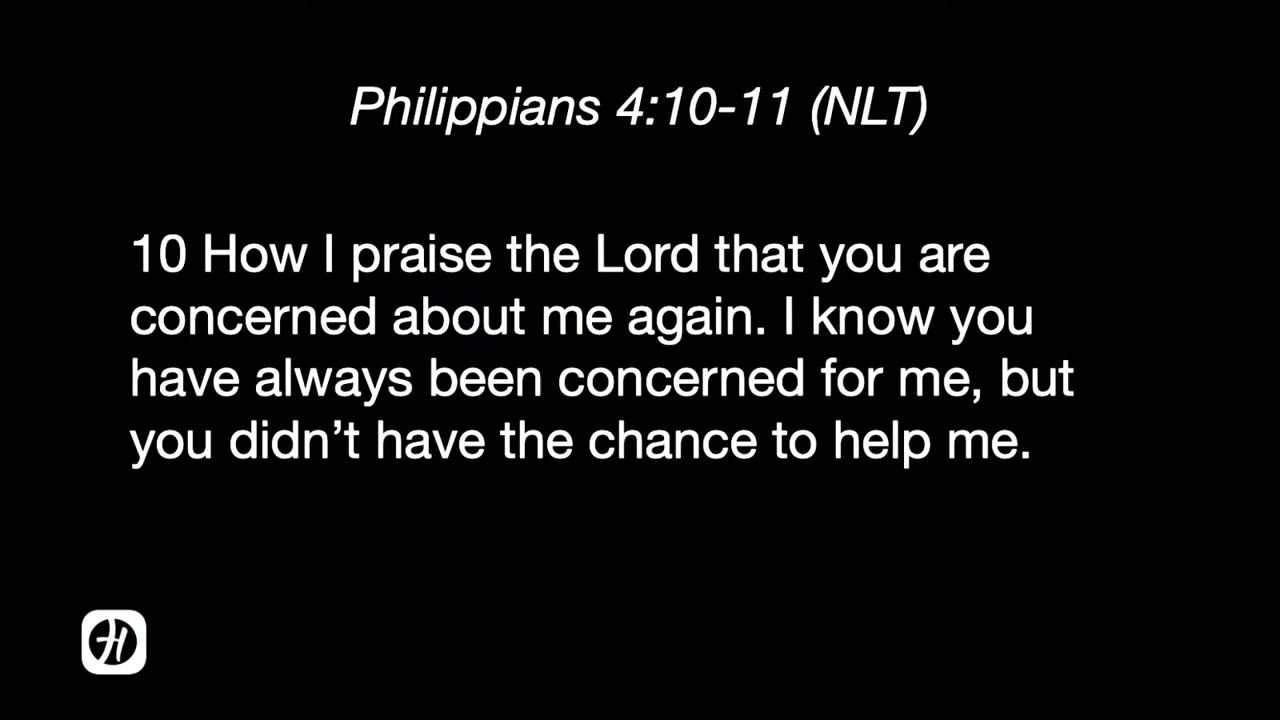 Philippians 4:10-11 (NLT)
10 How I praise the Lord that you are
concerned about me again. I know you
have always been concerned for me, but
you didn’t have the chance to help me.
H